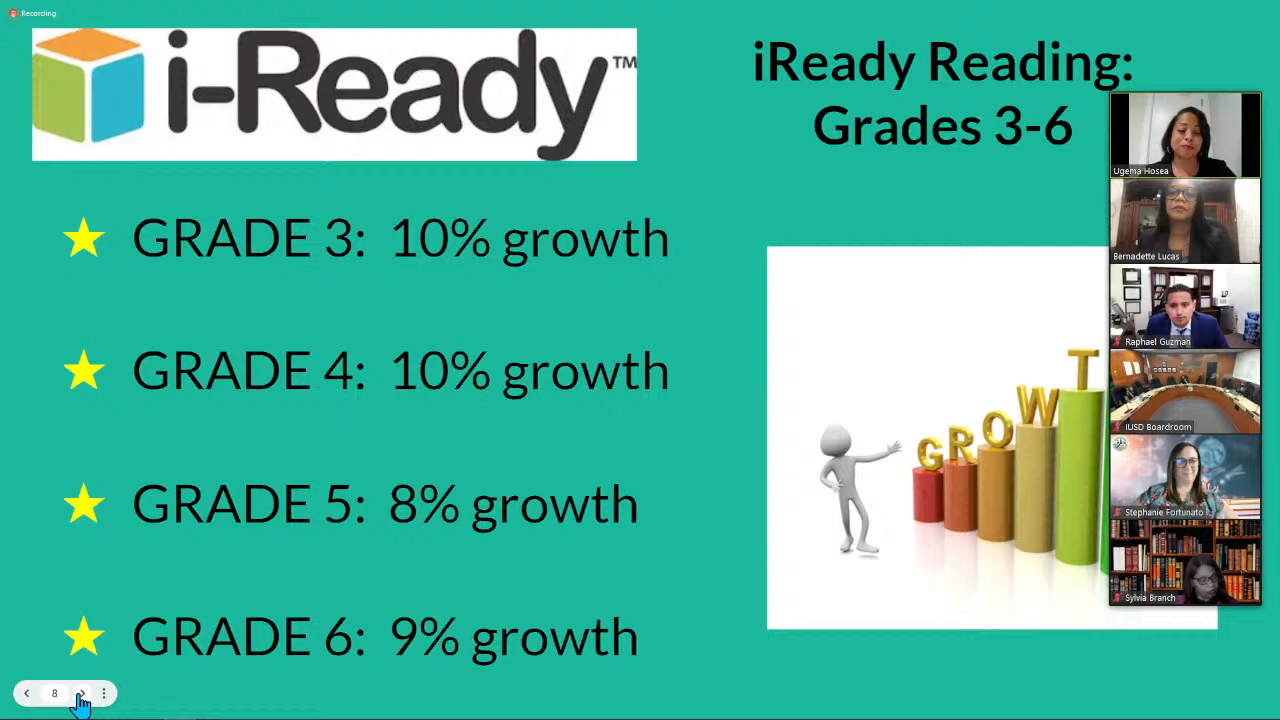 Recording
i-Ready™
iReady Reading:
Grades 3-6
★ GRADE 3: 10% growth
★ GRADE 4: 10% growth
★ GRADE 5: 8% growth
★ GRADE 6: 9% growth
GROWT
Ugema Hosea
Bernadette Lucas
Raphael Guzman
IUSD Boardroom
Stephanie Fortunato
Sylvia Branch
8